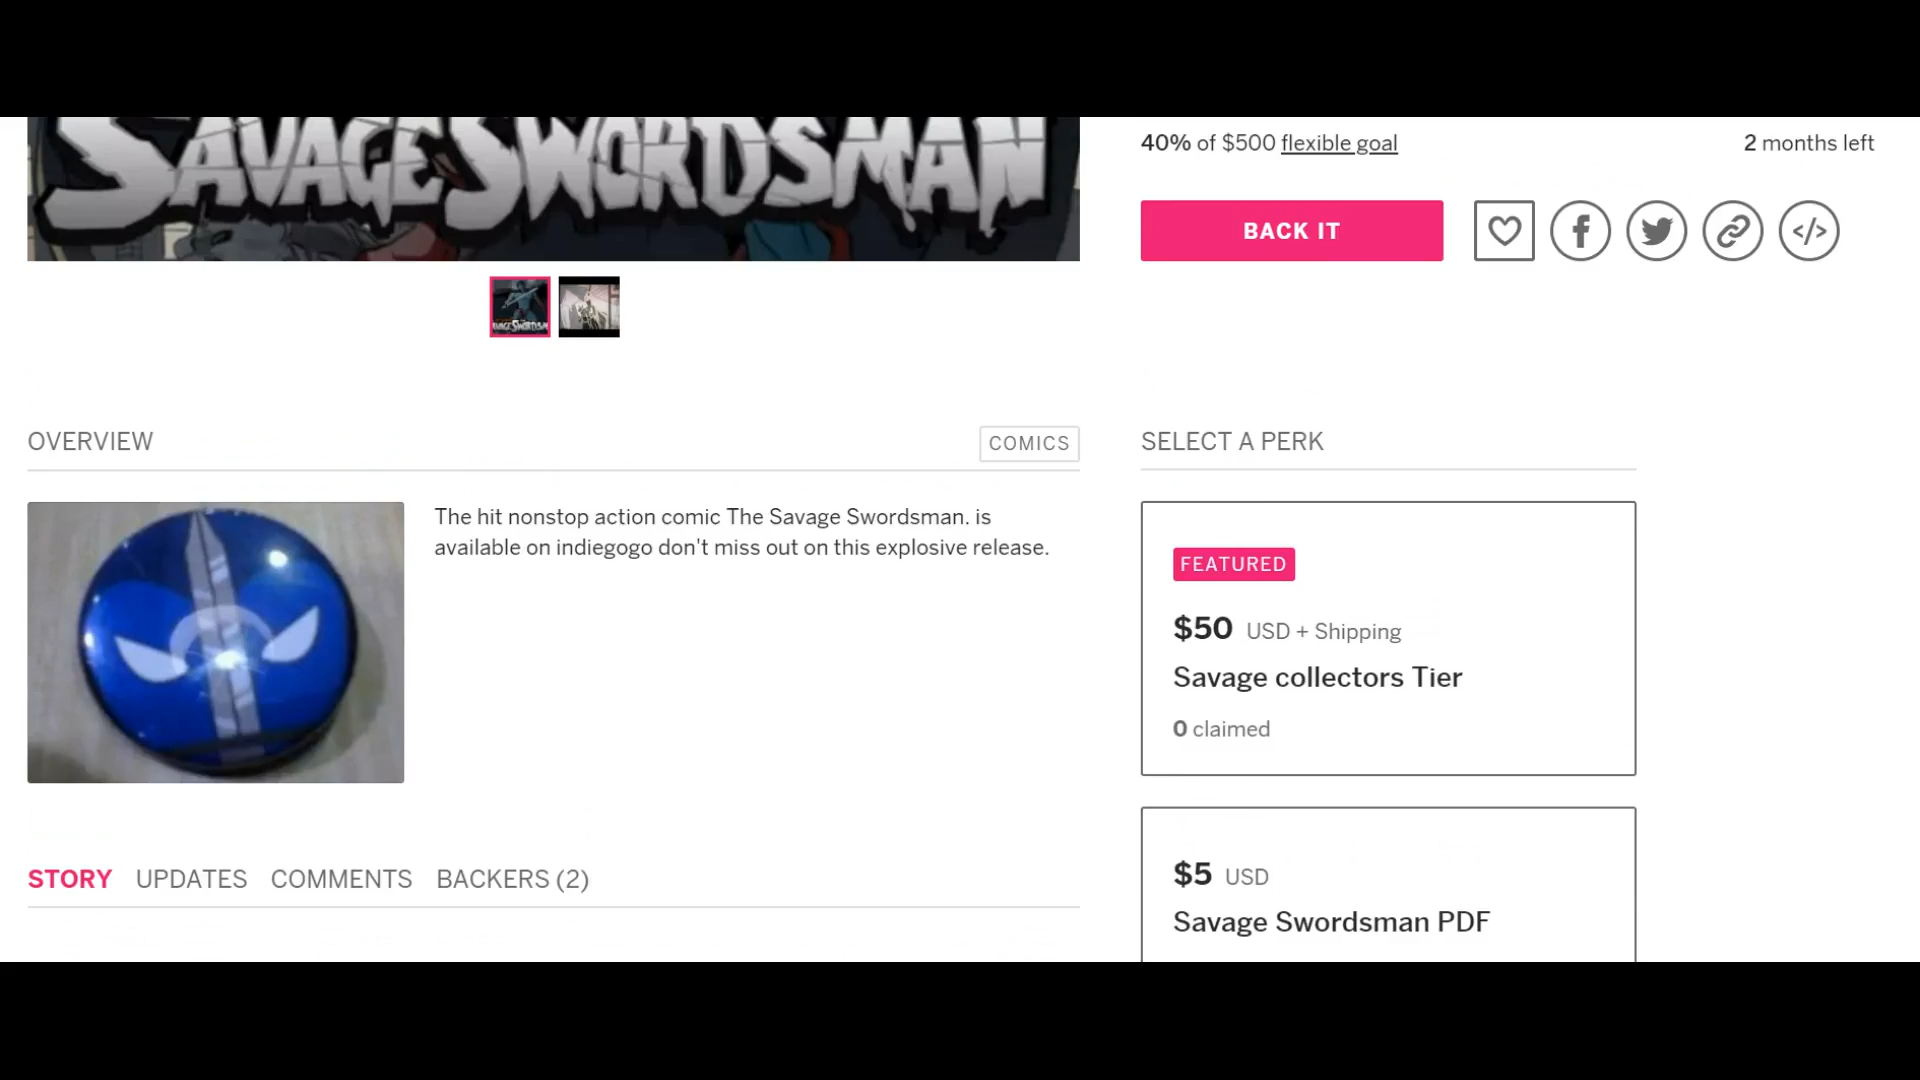 SAVAGE SWORDSMAN
40% of $500 flexible goal
2 months left
BACK IT
OVERVIEW
COMICS
The hit nonstop action comic The Savage Swordsman. is
available on indiegogo don't miss out on this explosive release.
STORY UPDATES COMMENTS BACKERS (2)
SELECT A PERK
FEATURED
$50 USD + Shipping
Savage collectors Tier
0 claimed
$5 USD
Savage Swordsman PDF